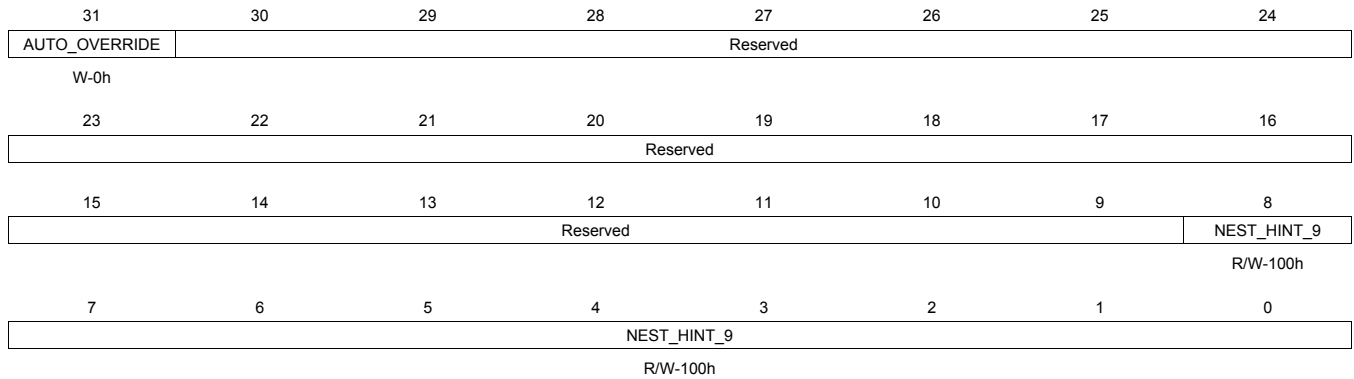 31 30 29 28 27 26 25 24
AUTO_OVERRIDE Reserved
W-0h
23 22 21 20 19 18 17 16
Reserved
15 14 13 12 11 10 9 8
Reserved NEST_HINT_9
R/W-100h
7 6 5 4 3 2 1 0
NEST_HINT_9
R/W-100h